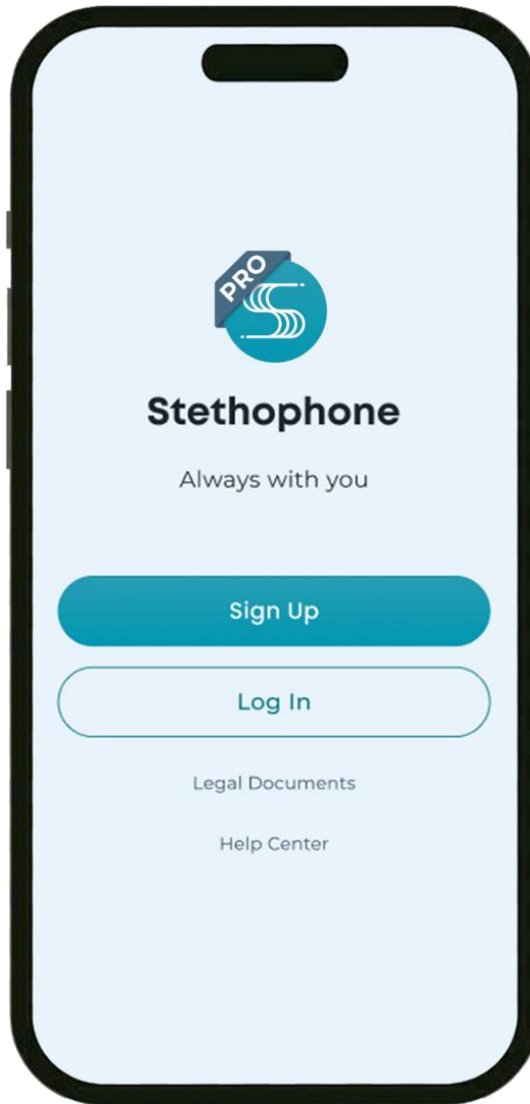 PRO
Stethophone
Always with you
Sign Up
Log In
Legal Documents
Help Center